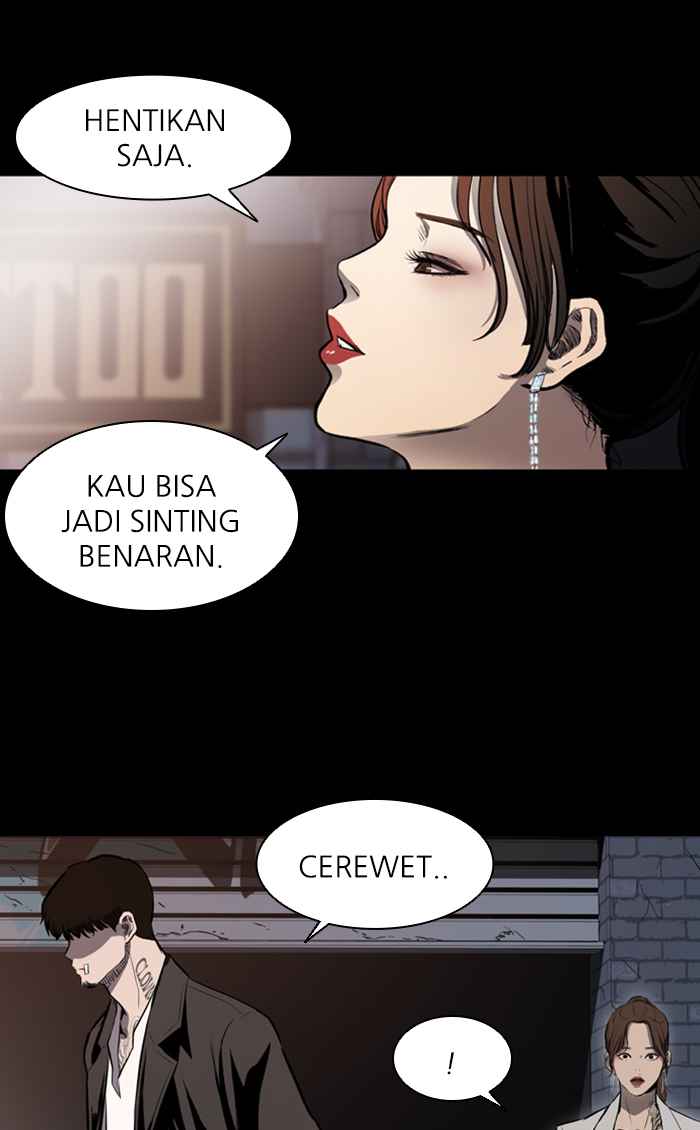 HENTIKAN
SAJA.
TOO
KAU BISA
JADI SINTING
BENARAN.
CEREWET..
!